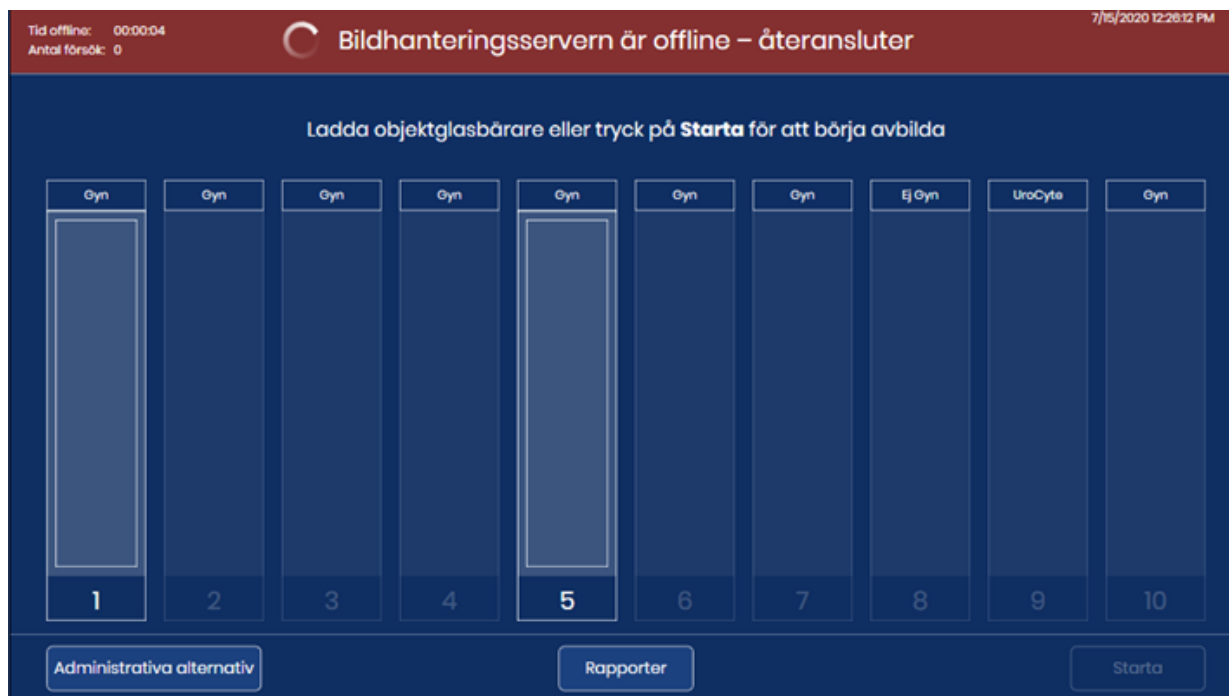 Tid offline: 00:00:04
Antal försök: 0
Bildhanteringsservern är offline – återansluter
7/15/2020 12:26:12 PM
Ladda objektglasbärare eller tryck på Starta för att börja avbilda
Gyn Gyn Gyn Gyn Gyn Gyn Gyn Ej Gyn UroCyte Gyn
1 2 3 4 5 6 7 8 9 10
Administrativa alternativ Rapporter Starta